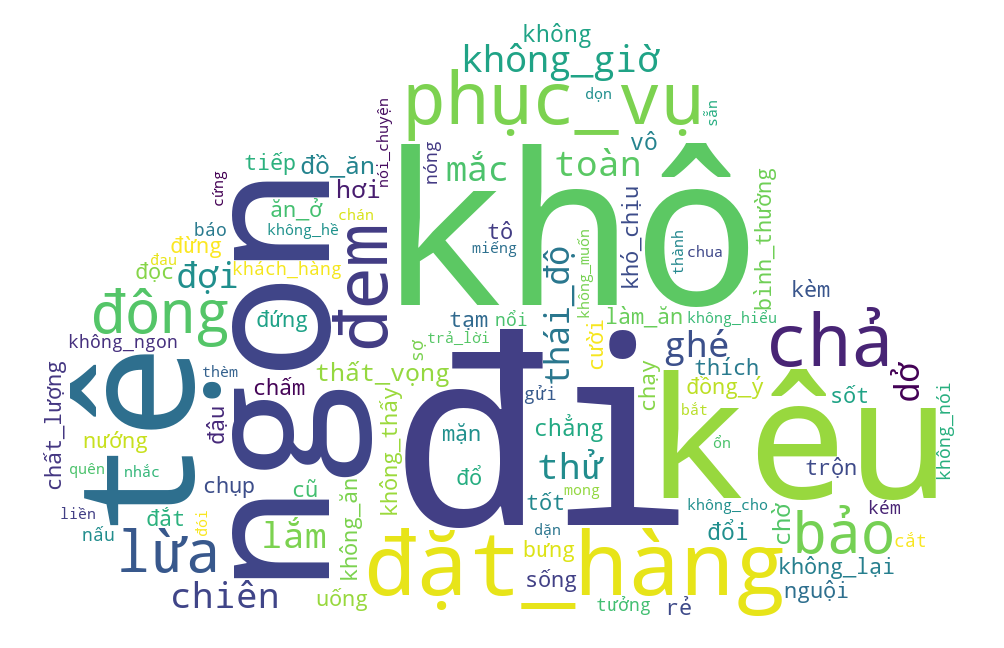 không
không_giờ
phục_vụ
dọn
sẵn
nói_chuyện
nóng
mắc
toàn
vô
tiếp
đồ_ăn
hơi
cứng
ăn_ở
chán
không_hề
báo
đừng
đau
đọc
đợi
khách_hàng
đem
khô
tô
miếng
thái_độ
không_muốn
khó_chịu
thành
chua
bình_thường
kèm
đông
đứng
ngon
tê
không_ngon
tạm
nổi
làm_ăn
không_hiểu
trả_lời
sợ
cười
ghé
chả
dở
thèm
chấm
thất_vọng
đi
gửi
chạy
thích
đồng_ý
bắt
sốt
không_nói
chất_lượng
đậu
nướng
không_thấy
mặn
chẳng
ổn
kêu
quên
nhắc
chụp
cũ
đổ
thử
trộn
liền
đắt
đói
không_ăn
lắm
tốt
mong
không_cho
kém
nấu
lừa
dặn
đổi
chờ
bảo
cắt
đặt_hàng
bưng
không_lại
chiên
uống
sống
tưởng
rẻ
nguội